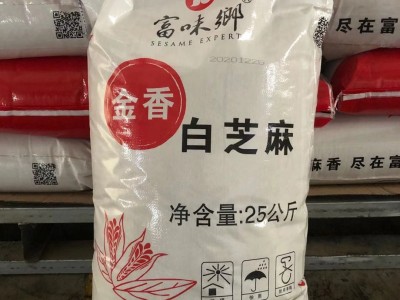 尽在富
富味鄉®
SESAME EXPERT
20201220
金香
白芝麻
麻香 尽在富
净含量:25公斤